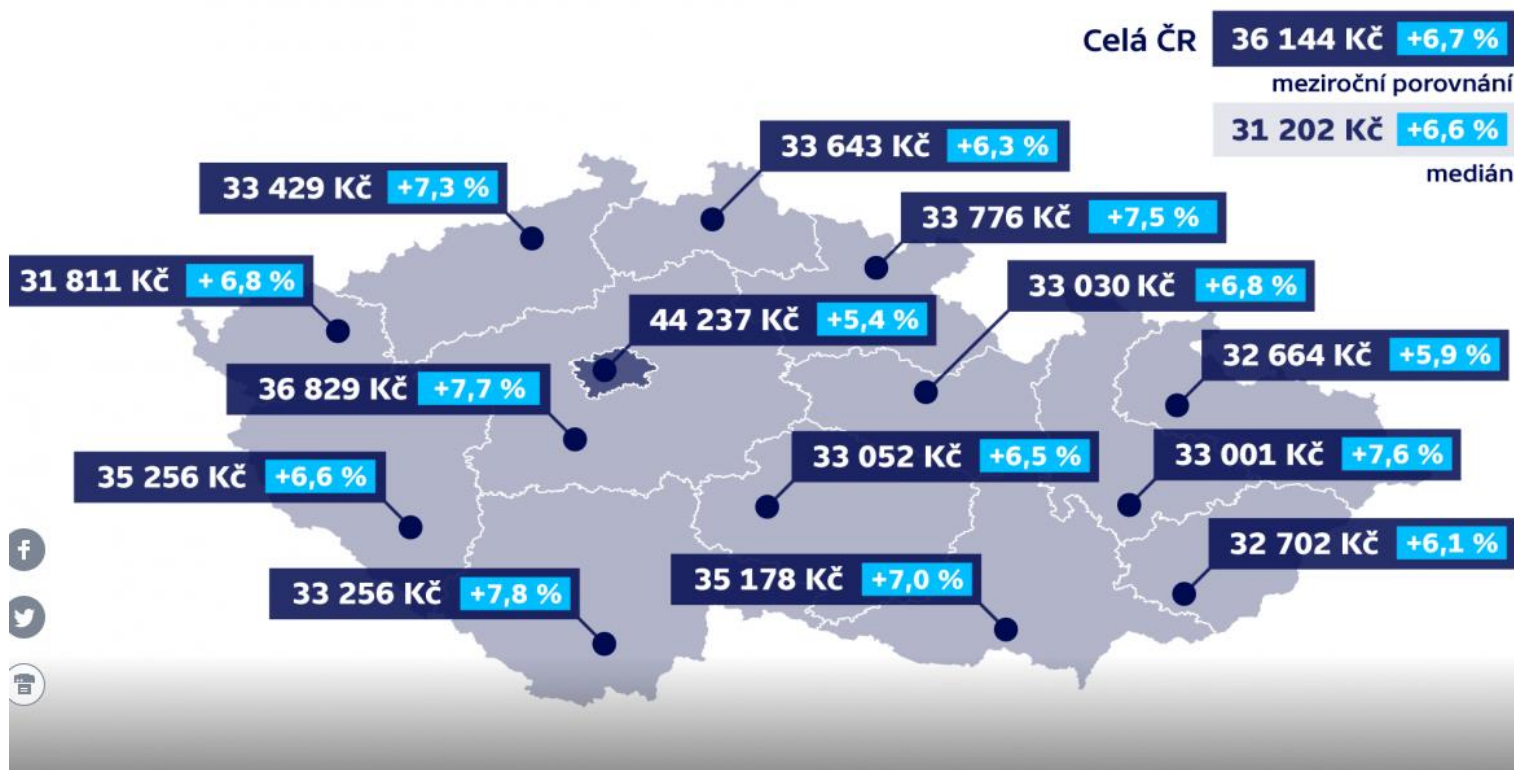 Celá ČR 36 144 Kč +6,7 %
meziroční porovnání
31 202 Kč +6,6 %
medián
33 643 Kč +6,3 %
33 429 Kč +7,3 %
33 776 Kč +7,5 %
31 811 Kč + 6,8 %
33 030 Kč +6,8 %
44 237 Kč +5,4 %
32 664 Kč +5,9 %
36 829 Kč +7,7 %
33 052 Kč +6,5 %
33 001 Kč +7,6 %
35 256 Kč +6,6 %
32 702 Kč +6,1 %
35 178 Kč +7,0 %
33 256 Kč +7,8 %